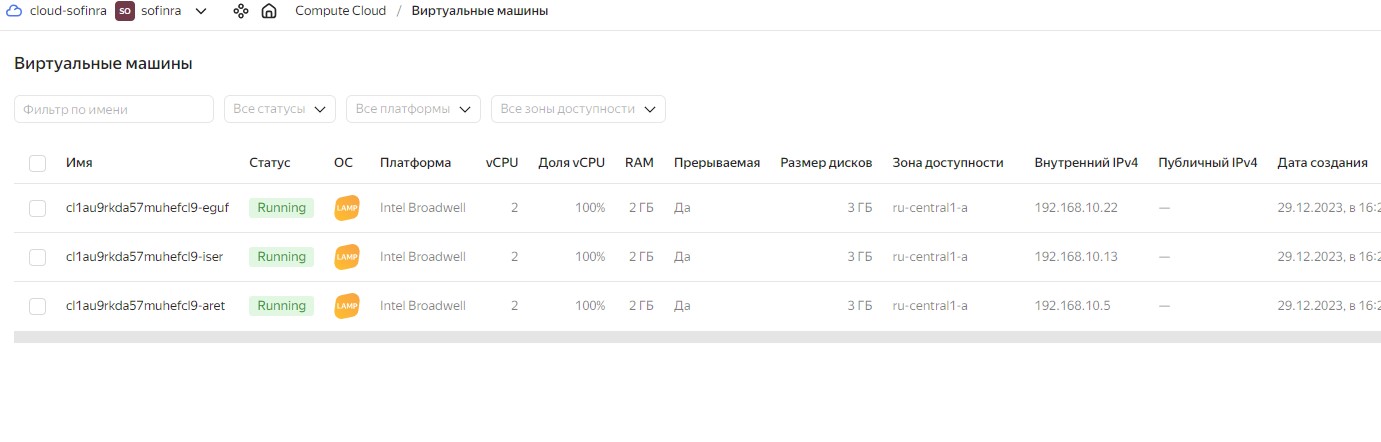 cloud-sofinra SO sofinra Compute Cloud / Виртуальные машины
Виртуальные машины
Фильтр по имени Все статусы Все платформы Все зоны доступности
Имя Статус ОС Платформа vCPU Доля vCPU RAM Прерываемая Размер дисков Зона доступности Внутренний IPv4 Публичный IPv4 Дата создания
cl1au9rkda57muhefcl9-eguf Running LAMP Intel Broadwell 2 100% 2 ГБ Да 3 ГБ ru-central1-a 192.168.10.22 — 29.12.2023, в 16:2
cl1au9rkda57muhefcl9-iser Running LAMP Intel Broadwell 2 100% 2 ГБ Да 3 ГБ ru-central1-a 192.168.10.13 — 29.12.2023, в 16:2
cl1au9rkda57muhefcl9-aret Running LAMP Intel Broadwell 2 100% 2 ГБ Да 3 ГБ ru-central1-a 192.168.10.5 — 29.12.2023, в 16:2